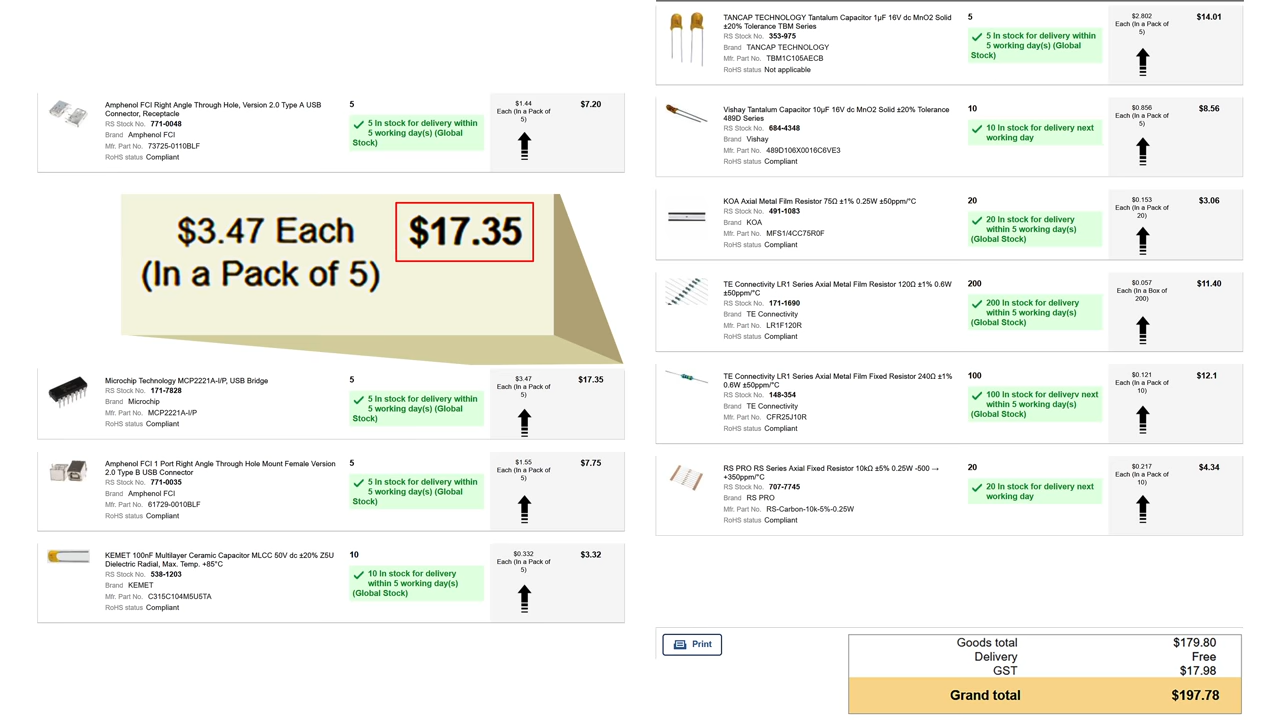 Amphenol FCI Right Angle Through Hole, Version 2.0 Type A USB
Connector, Receptacle
RS Stock No. 771-0048
Brand Amphenol FCI
Mfr. Part No. 73725-0110BLF
RoHS status Compliant
5
5 In stock for delivery within
5 working day(s) (Global
Stock)
$1.44
Each (In a Pack of
5)
$7.20
$3.47 Each
(In a Pack of 5)
$17.35
Microchip Technology MCP2221A-I/P, USB Bridge
RS Stock No. 171-7828
Brand Microchip
Mfr. Part No. MCP2221A-I/P
RoHS status Compliant
5
5 In stock for delivery within
5 working day(s) (Global
Stock)
$3.47
Each (In a Pack of
5)
$17.35
Amphenol FCI 1 Port Right Angle Through Hole Mount Female Version
2.0 Type B USB Connector
RS Stock No. 771-0035
Brand Amphenol FCI
Mfr. Part No. 61729-0010BLF
RoHS status Compliant
5
5 In stock for delivery within
5 working day(s) (Global
Stock)
$1.55
Each (In a Pack of
5)
$7.75
KEMET 100nF Multilayer Ceramic Capacitor MLCC 50V dc ±20% Z5U
Dielectric Radial, Max. Temp. +85°C
RS Stock No. 538-1203
Brand KEMET
Mfr. Part No. C315C104M5U5TA
RoHS status Compliant
10
10 In stock for delivery
within 5 working day(s)
(Global Stock)
$0.332
Each (In a Pack of
5)
$3.32
TANCAP TECHNOLOGY Tantalum Capacitor 1µF 16V dc MnO2 Solid
±20% Tolerance TBM Series
RS Stock No. 353-975
Brand TANCAP TECHNOLOGY
Mfr. Part No. TBM1C105AECB
RoHS status Not applicable
5
5 In stock for delivery within
5 working day(s) (Global
Stock)
$2.802
Each (In a Pack of
5)
$14.01
Vishay Tantalum Capacitor 10µF 16V dc MnO2 Solid ±20% Tolerance
489D Series
RS Stock No. 684-4348
Brand Vishay
Mfr. Part No. 489D106X0016C6VE3
RoHS status Compliant
10
10 In stock for delivery next
working day
$0.856
Each (In a Pack of
5)
$8.56
KOA Axial Metal Film Resistor 75Ω ±1% 0.25W ±50ppm/°C
RS Stock No. 491-1083
Brand KOA
Mfr. Part No. MFS1/4CC75R0F
RoHS status Compliant
20
20 In stock for delivery
within 5 working day(s)
(Global Stock)
$0.153
Each (In a Pack of
20)
$3.06
TE Connectivity LR1 Series Axial Metal Film Resistor 120Ω ±1% 0.6W
±50ppm/°C
RS Stock No. 171-1690
Brand TE Connectivity
Mfr. Part No. LR1F120R
RoHS status Compliant
200
200 In stock for delivery
within 5 working day(s)
(Global Stock)
$0.057
Each (In a Box of
200)
$11.40
TE Connectivity LR1 Series Axial Metal Film Fixed Resistor 240Ω ±1%
0.6W ±50ppm/°C
RS Stock No. 148-354
Brand TE Connectivity
Mfr. Part No. CFR25J10R
RoHS status Compliant
100
100 In stock for delivery next
within 5 working day(s)
(Global Stock)
$0.121
Each (In a Pack of
10)
$12.1
RS PRO RS Series Axial Fixed Resistor 10kΩ ±5% 0.25W -500 →
+350ppm/°C
RS Stock No. 707-7745
Brand RS PRO
Mfr. Part No. RS-Carbon-10k-5%-0.25W
RoHS status Compliant
20
20 In stock for delivery next
working day
$0.217
Each (In a Pack of
10)
$4.34
Print
Goods total $179.80
Delivery Free
GST $17.98
Grand total $197.78